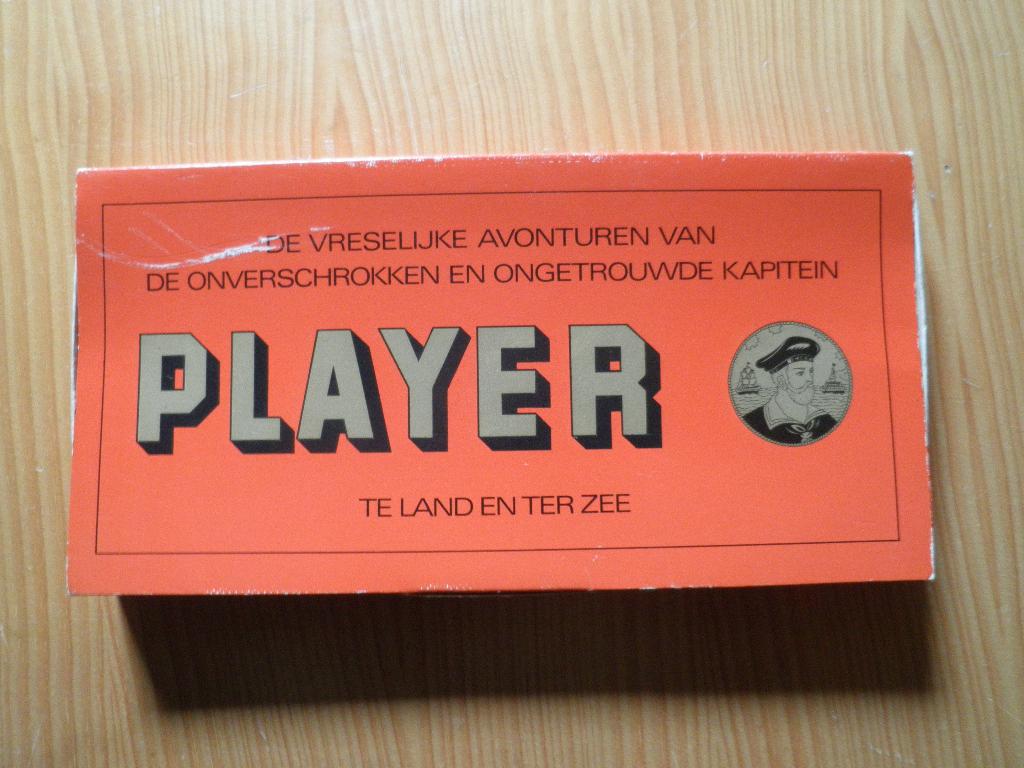 DE VRESELIJKE AVONTUREN VAN
DE ONVERSCHROKKEN EN ONGETROUWDE KAPITEIN
PLAYER
TE LAND EN TER ZEE